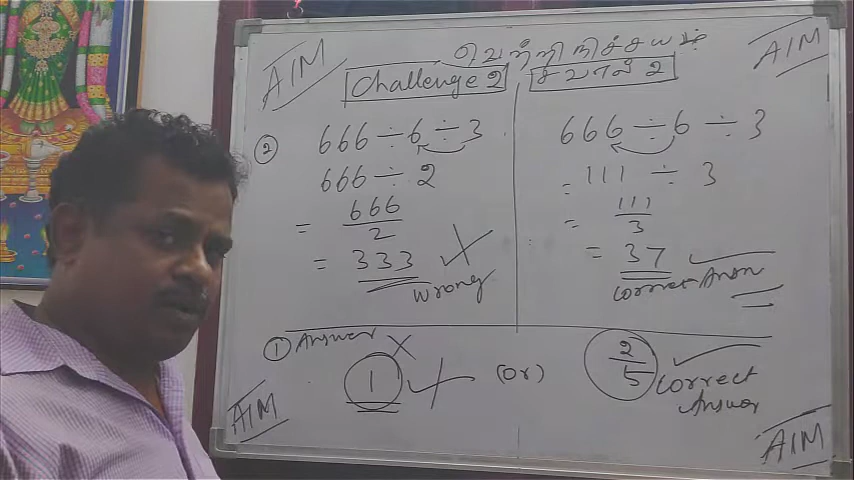 AIM வெற்றி நிச்சயம் AIM
Challenge 2 சவால் 2
② 666 ÷ 6 ÷ 3
666 ÷ 2
= 666/2
= 333
Wrong
666 ÷ 6 ÷ 3
= 111 ÷ 3
= 111/3
= 37 ✓
Correct Answ
① Answer ×
1 (or) 2/5 ✓
Correct
Answer
AIM AIM